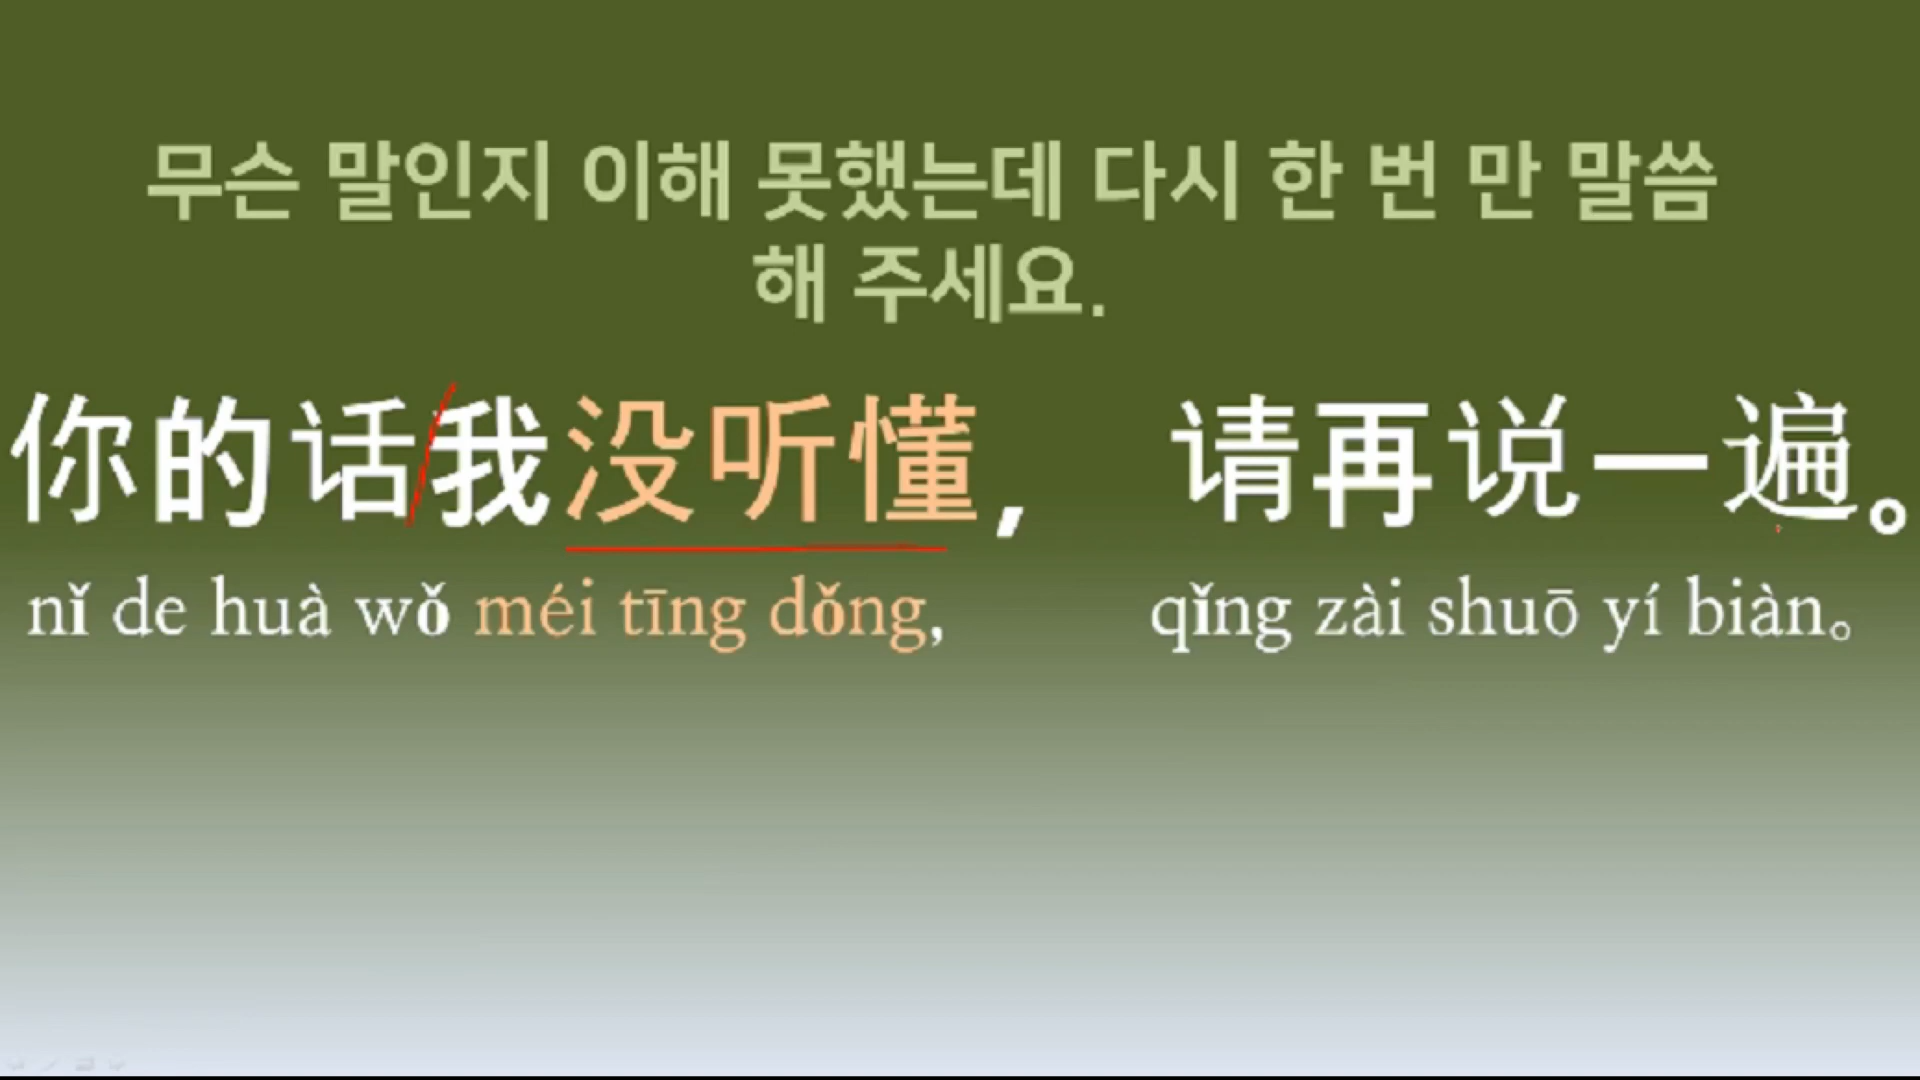 무슨 말인지 이해 못했는데 다시 한 번 만 말씀
해 주세요.
你的话我没听懂, 请再说一遍。
nǐ de huà wǒ méi tīng dǒng, qǐng zài shuō yí biàn。